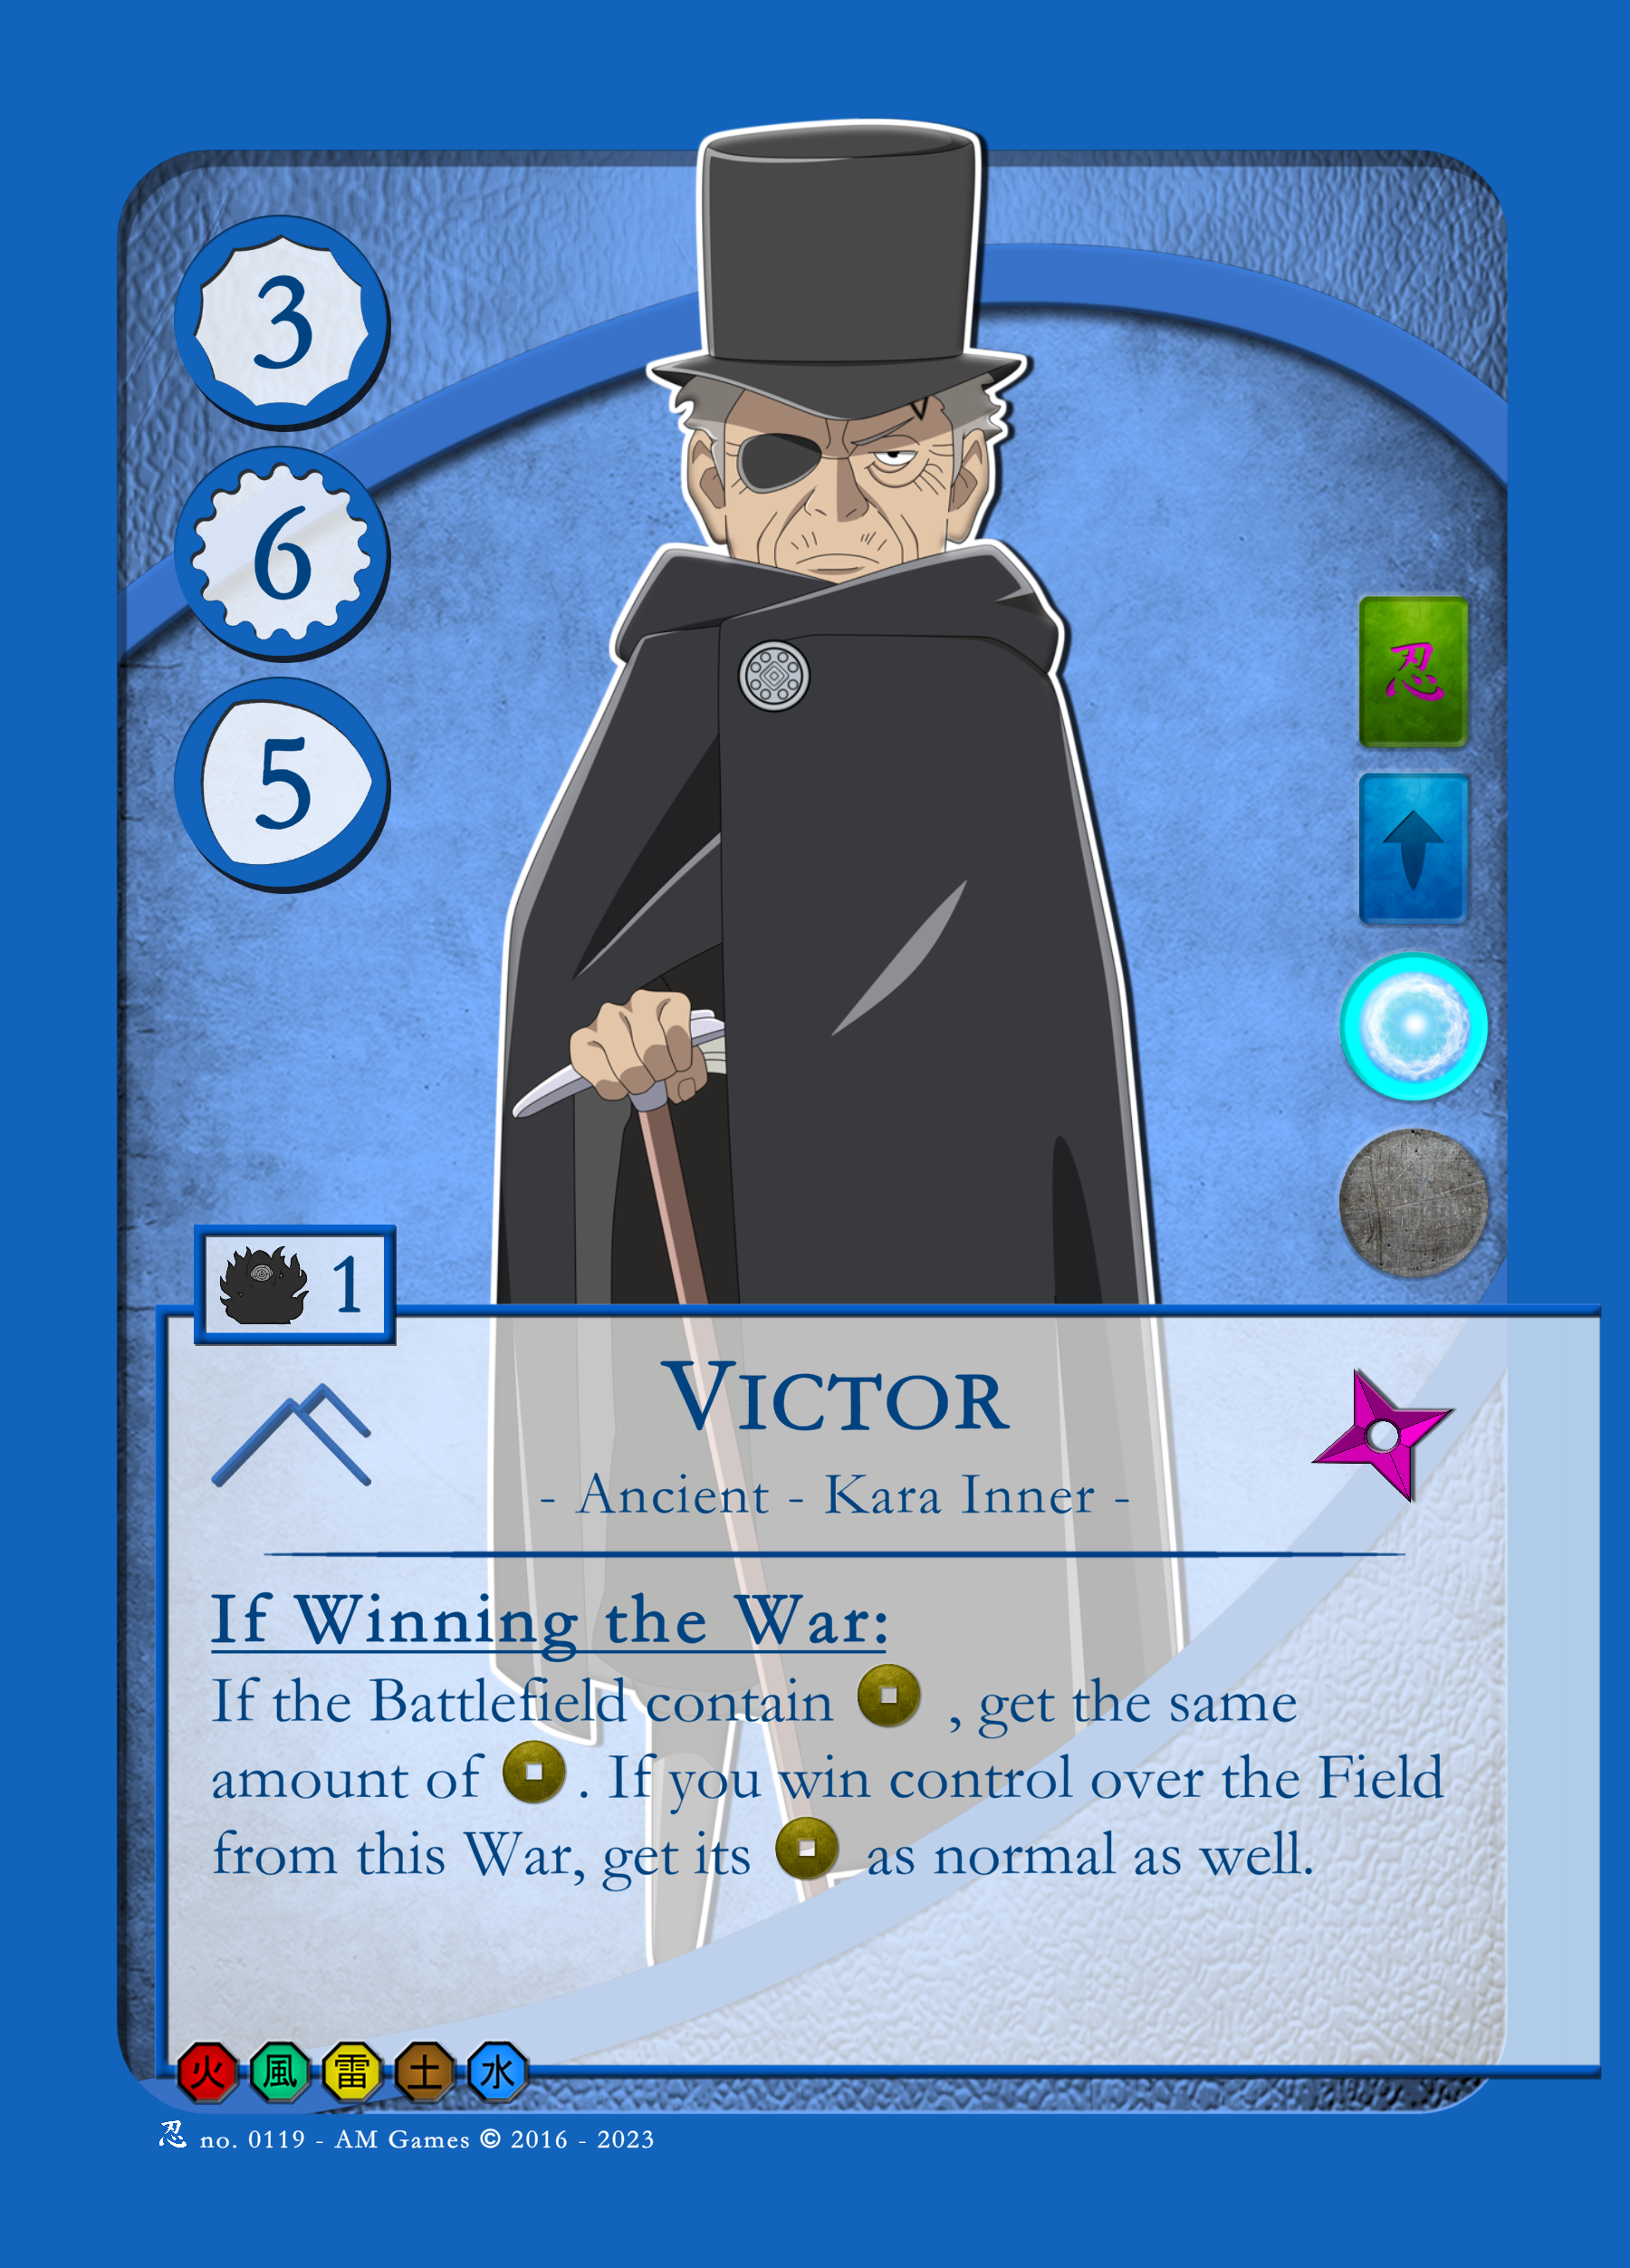 3
6
5
忍
1
Victor
- Ancient - Kara Inner -
If Winning the War:
If the Battlefield contain , get the same
amount of . If you win control over the Field
from this War, get its as normal as well.
火 風 雷 土 水
忍 no. 0119 - AM Games © 2016 - 2023